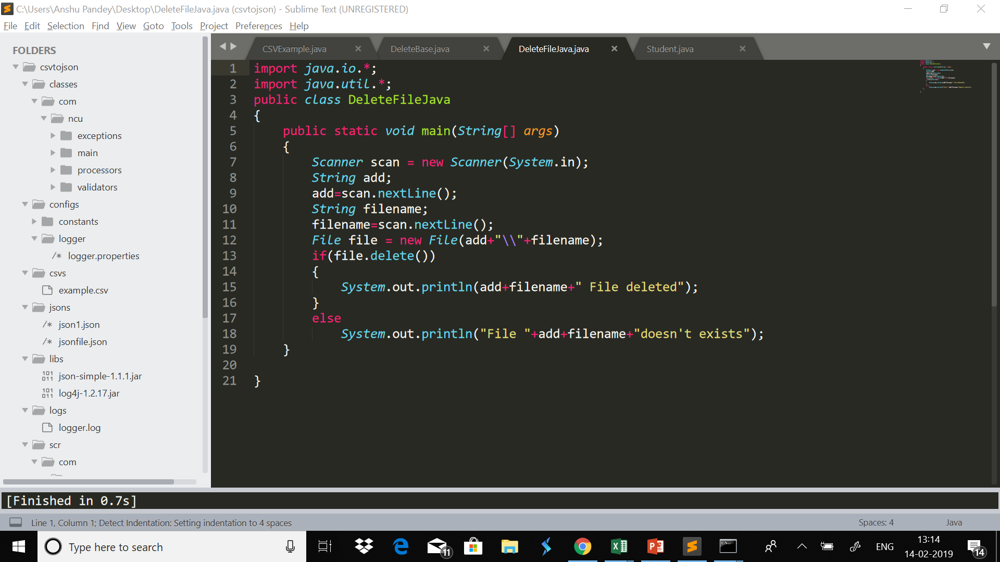 C:\Users\Anshu Pandey\Desktop\DeleteFileJava.java (csvtojson) - Sublime Text (UNREGISTERED)
File Edit Selection Find View Goto Tools Project Preferences Help
FOLDERS
csvtojson
classes
com
ncu
exceptions
main
processors
validators
configs
constants
logger
/* logger.properties
csvs
example.csv
jsons
/* json1.json
/* jsonfile.json
libs
json-simple-1.1.1.jar
log4j-1.2.17.jar
logs
logger.log
scr
com
CSVExample.java DeleteBase.java DeleteFileJava.java Student.java
1 import java.io.*;
2 import java.util.*;
3 public class DeleteFileJava
4 {
5 public static void main(String[] args)
6 {
7 Scanner scan = new Scanner(System.in);
8 String add;
9 add=scan.nextLine();
10 String filename;
11 filename=scan.nextLine();
12 File file = new File(add+"\\"+filename);
13 if(file.delete())
14 {
15 System.out.println(add+filename+" File deleted");
16 }
17 else
18 System.out.println("File "+add+filename+"doesn't exists");
19 }
20
21 }
[Finished in 0.7s]
Line 1, Column 1; Detect Indentation: Setting indentation to 4 spaces Spaces: 4 Java
Type here to search 11 ENG 13:14 14
14-02-2019